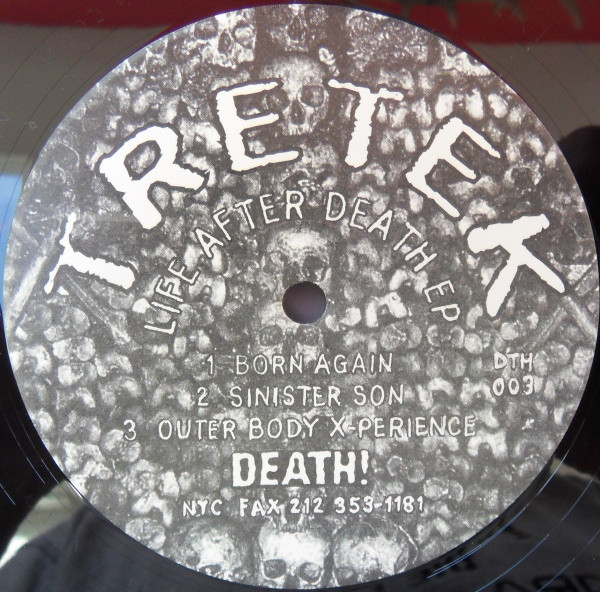 TRETEK
LIFE AFTER DEATH EP
1 BORN AGAIN
2 SINISTER SON
3 OUTER BODY X-PERIENCE
DTH
003
DEATH!
NYC FAX 212 353-1181